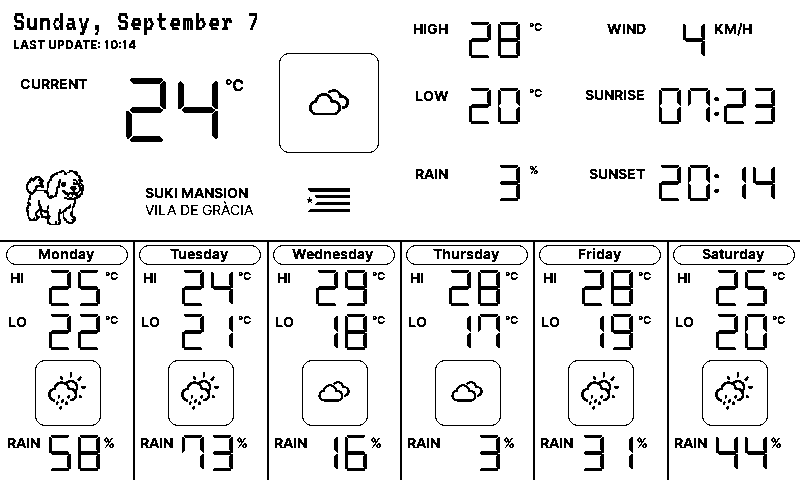 Sunday, September 7
LAST UPDATE: 10:14
CURRENT 24 °C
HIGH 28 °C
WIND 4 KM/H
LOW 20 °C
SUNRISE 07:23
RAIN 3 %
SUNSET 20:14
SUKI MANSION
VILA DE GRÀCIA
Monday
HI 25 °C
LO 22 °C
RAIN 58 %
Tuesday
HI 24 °C
LO 21 °C
RAIN 73 %
Wednesday
HI 29 °C
LO 18 °C
RAIN 16 %
Thursday
HI 28 °C
LO 17 °C
RAIN 3 %
Friday
HI 28 °C
LO 19 °C
RAIN 31 %
Saturday
HI 25 °C
LO 20 °C
RAIN 44 %